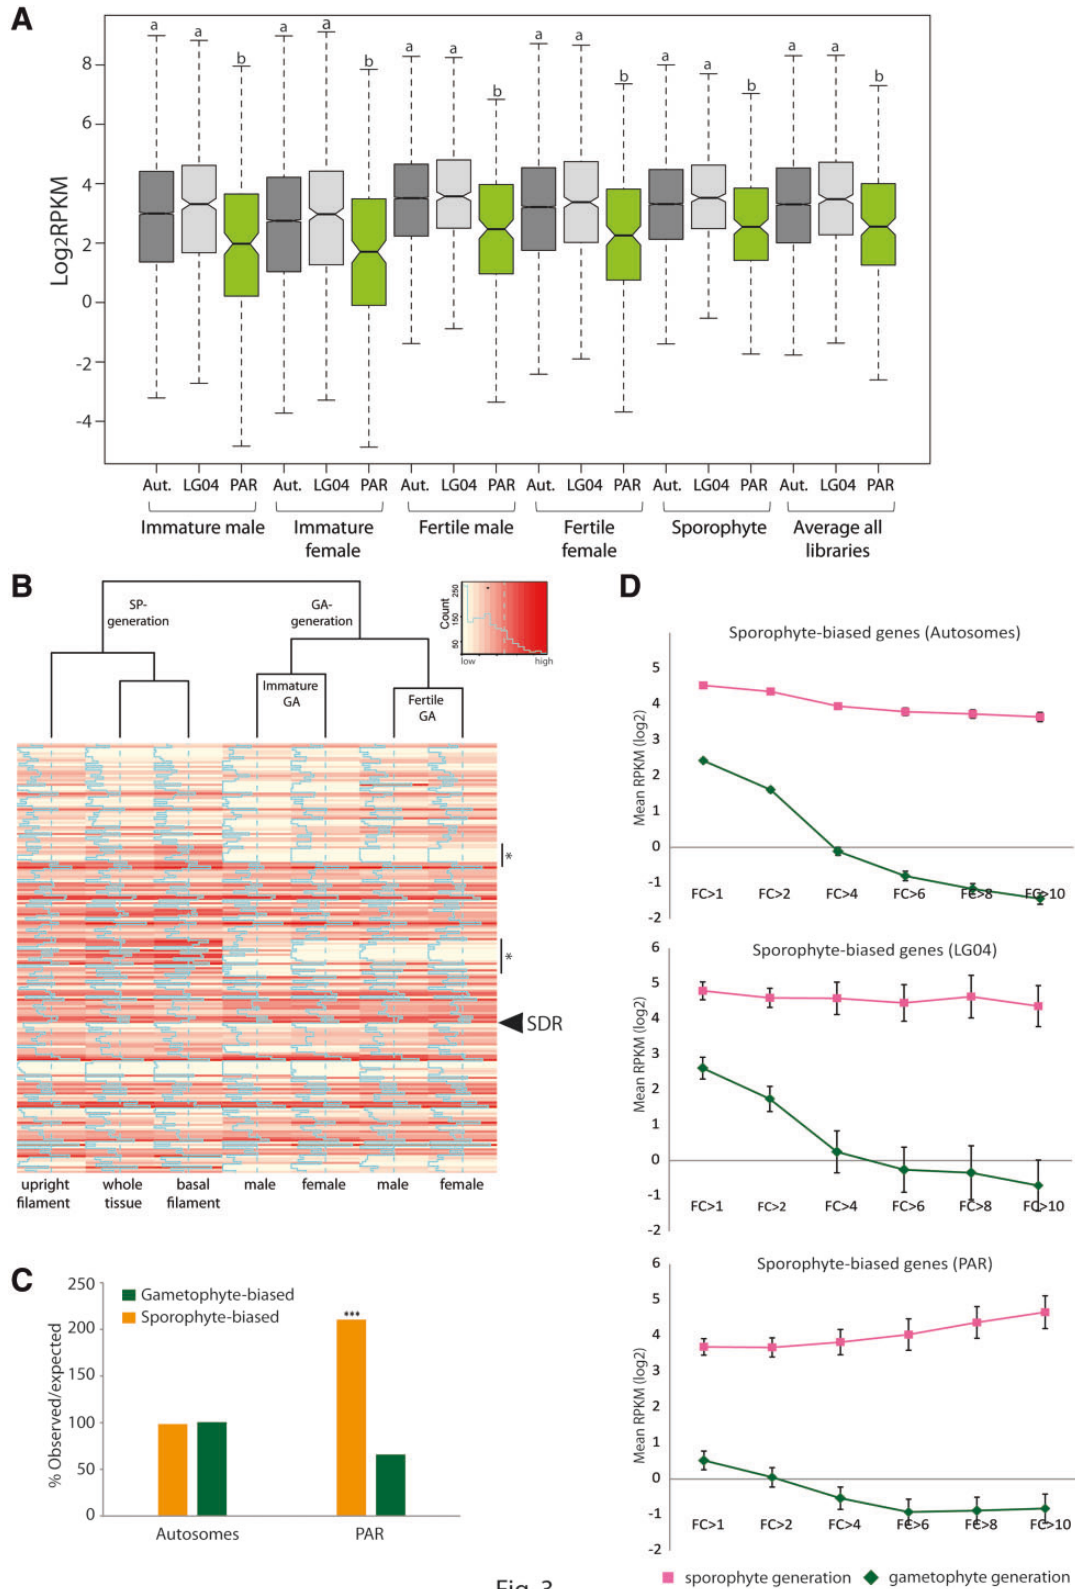 A
a a b a a b a a b a a b a a b a a b
Log2RPKM
8
6
4
2
0
-2
-4
Aut. LG04 PAR Aut. LG04 PAR Aut. LG04 PAR Aut. LG04 PAR Aut. LG04 PAR Aut. LG04 PAR
Immature male
Immature
female
Fertile male
Fertile
female
Sporophyte
Average all
libraries
B
SP-
generation
GA-
generation
Immature
GA
Fertile
GA
Count
250
150
50
low high
*
*
SDR
upright
filament
whole
tissue
basal
filament
male
female
male
female
C
% Observed/expected
250
200
150
100
50
0
Gametophyte-biased
Sporophyte-biased
***
Autosomes PAR
D
Sporophyte-biased genes (Autosomes)
Mean RPKM (log2)
5
4
3
2
1
0
-1
-2
FC>1 FC>2 FC>4 FC>6 FC>8 FC>10
Sporophyte-biased genes (LG04)
Mean RPKM (log2)
6
5
4
3
2
1
0
-1
-2
FC>1 FC>2 FC>4 FC>6 FC>8 FC>10
Sporophyte-biased genes (PAR)
Mean RPKM (log2)
6
5
4
3
2
1
0
-1
-2
FC>1 FC>2 FC>4 FC>6 FC>8 FC>10
sporophyte generation gametophyte generation
Fig. 3